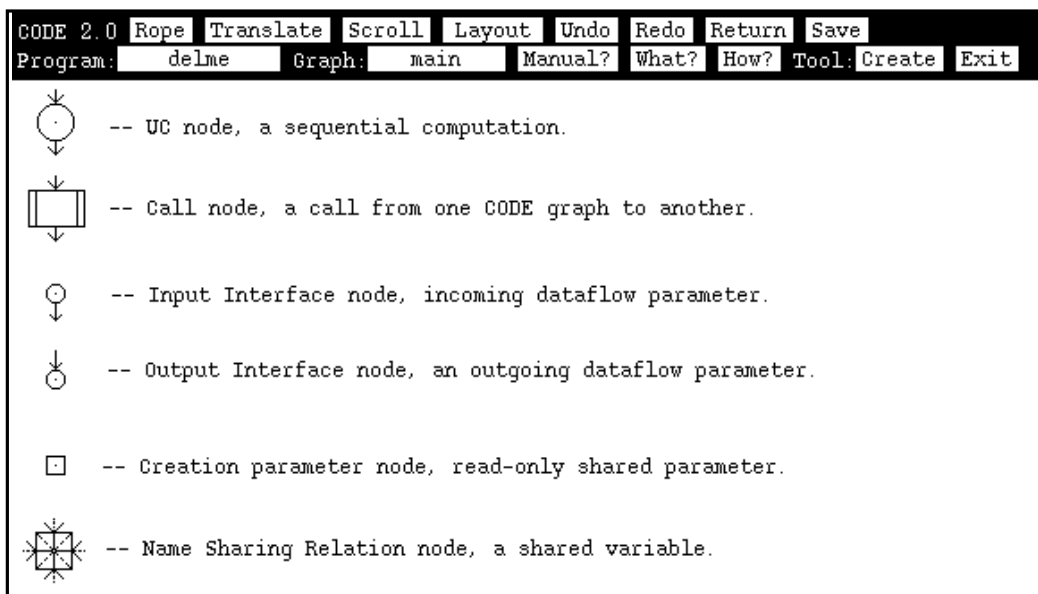 CODE 2.0 Rope Translate Scroll Layout Undo Redo Return Save
Program: delme Graph: main Manual? What? How? Tool: Create Exit
-- UC node, a sequential computation.
-- Call node, a call from one CODE graph to another.
-- Input Interface node, incoming dataflow parameter.
-- Output Interface node, an outgoing dataflow parameter.
-- Creation parameter node, read-only shared parameter.
-- Name Sharing Relation node, a shared variable.